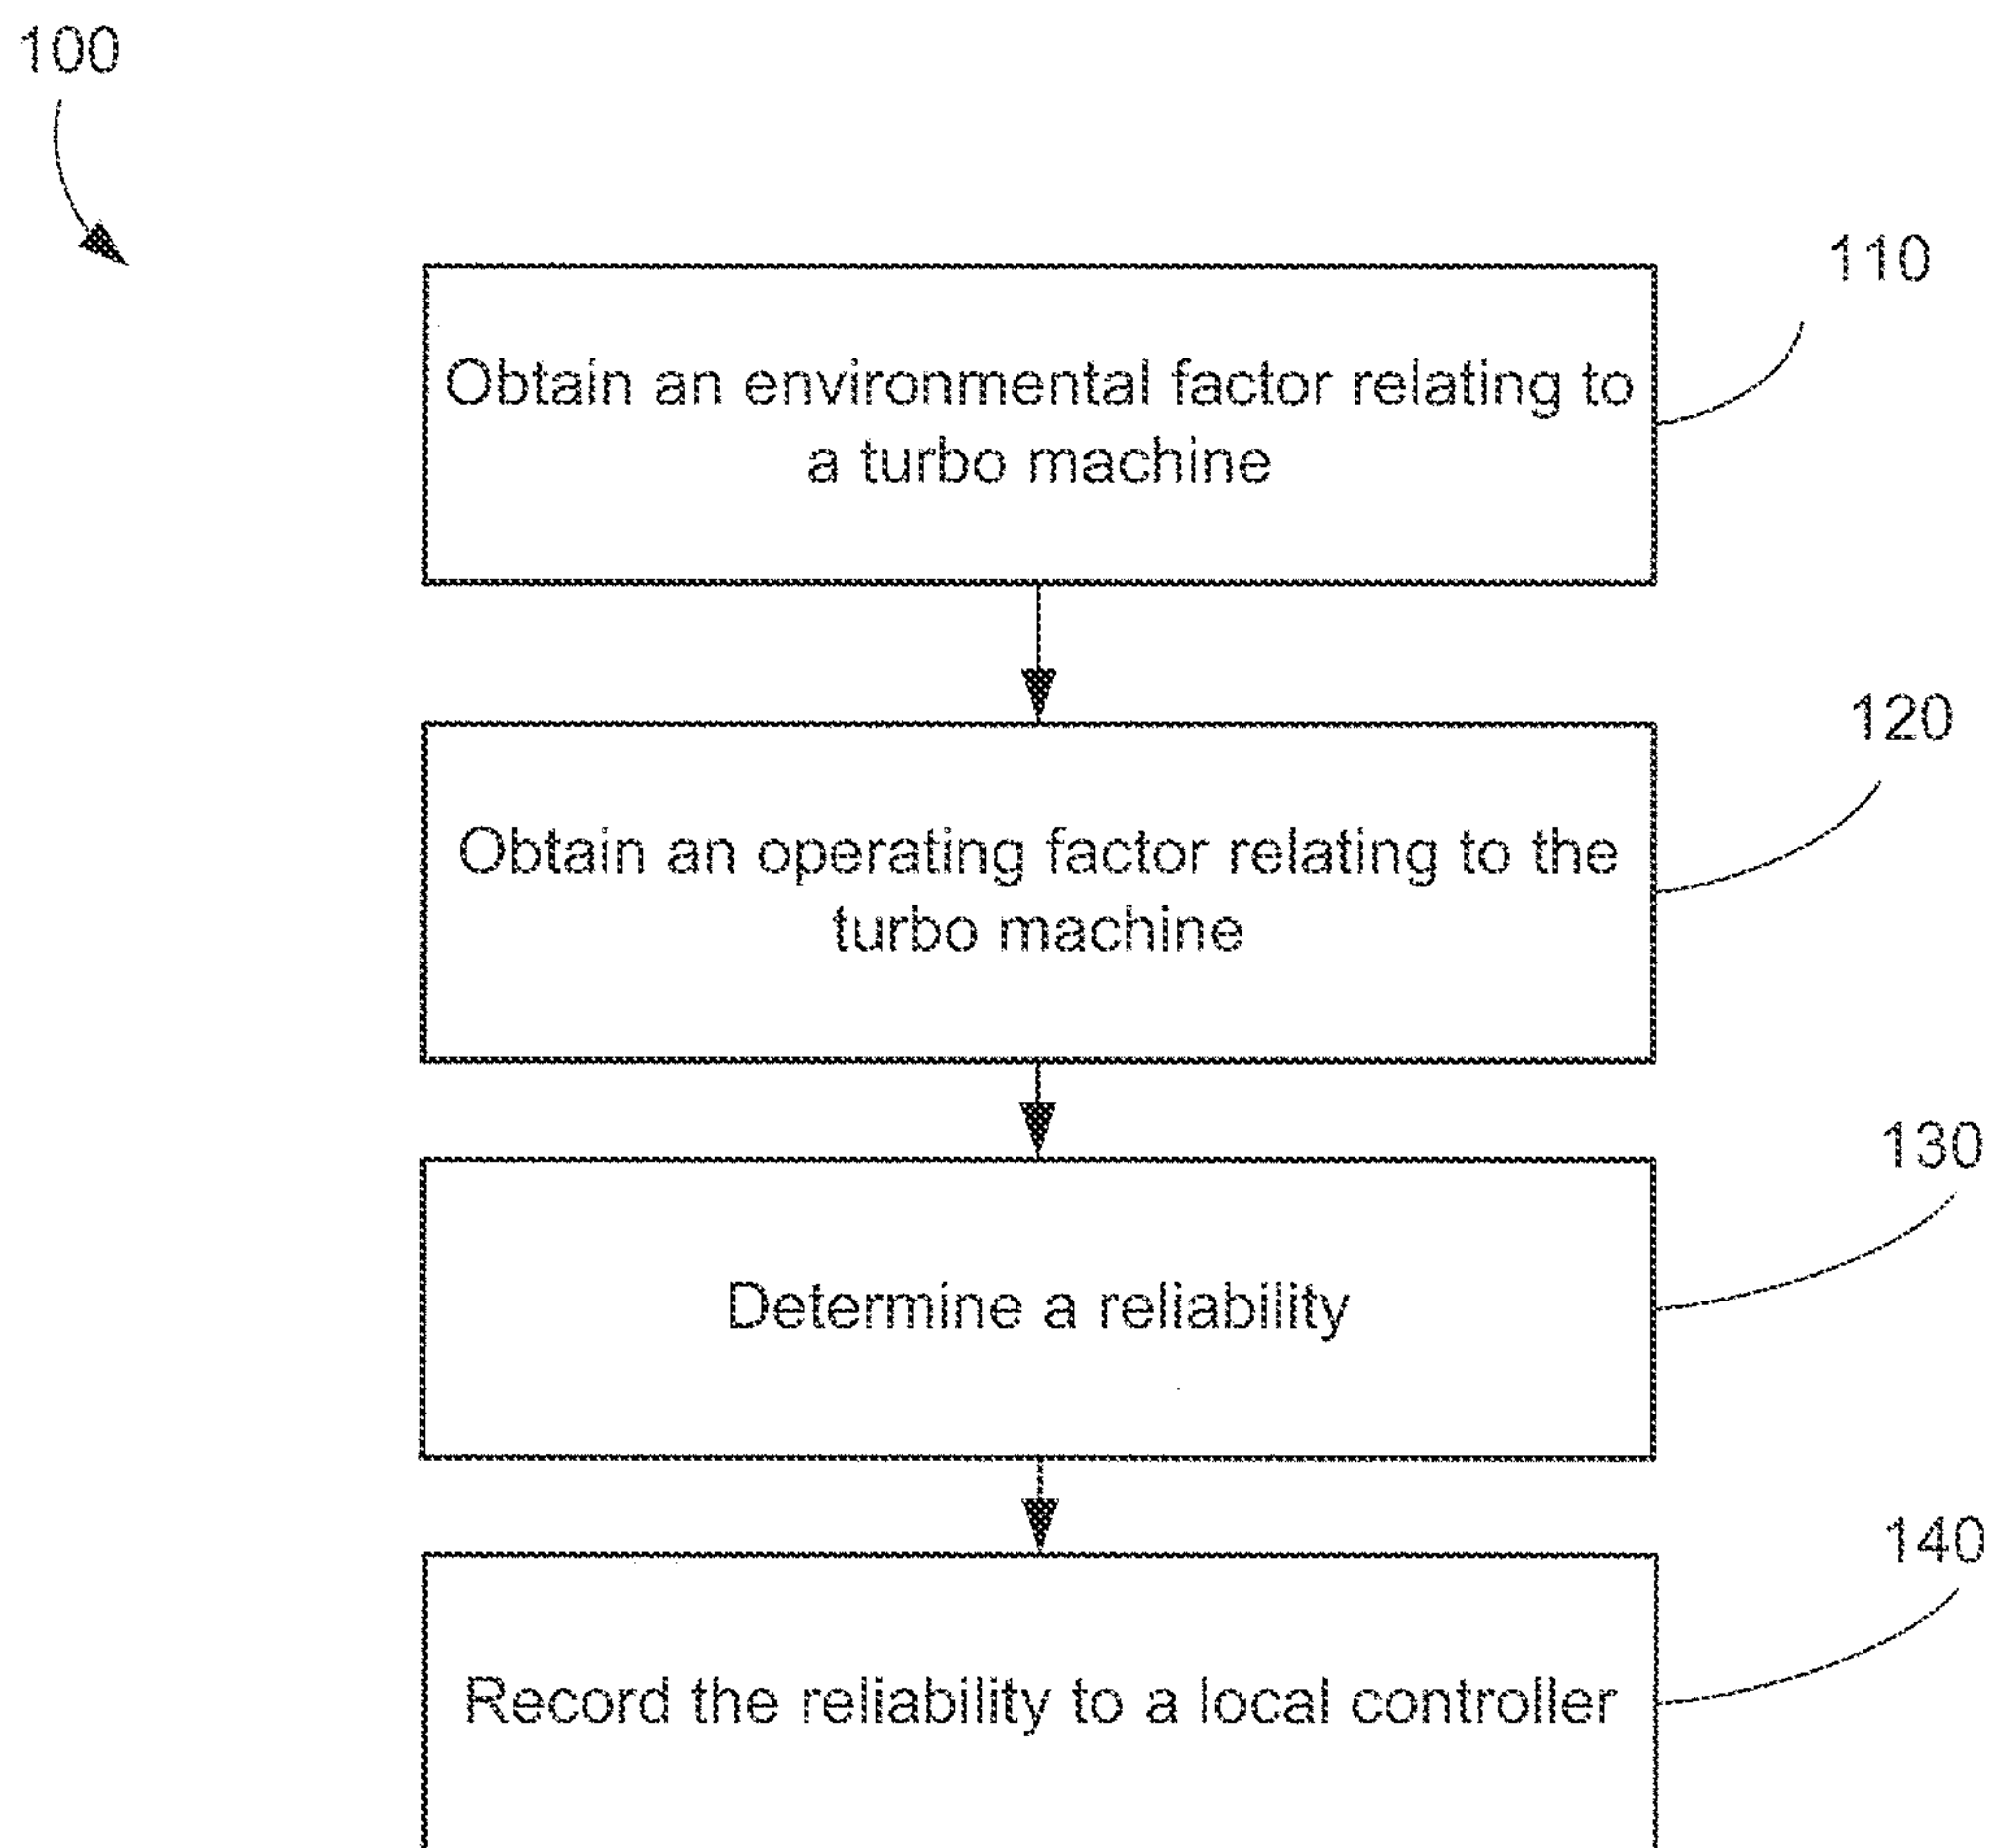 100
110
Obtain an environmental factor relating to
a turbo machine
120
Obtain an operating factor relating to the
turbo machine
130
Determine a reliability
140
Record the reliability to a local controller